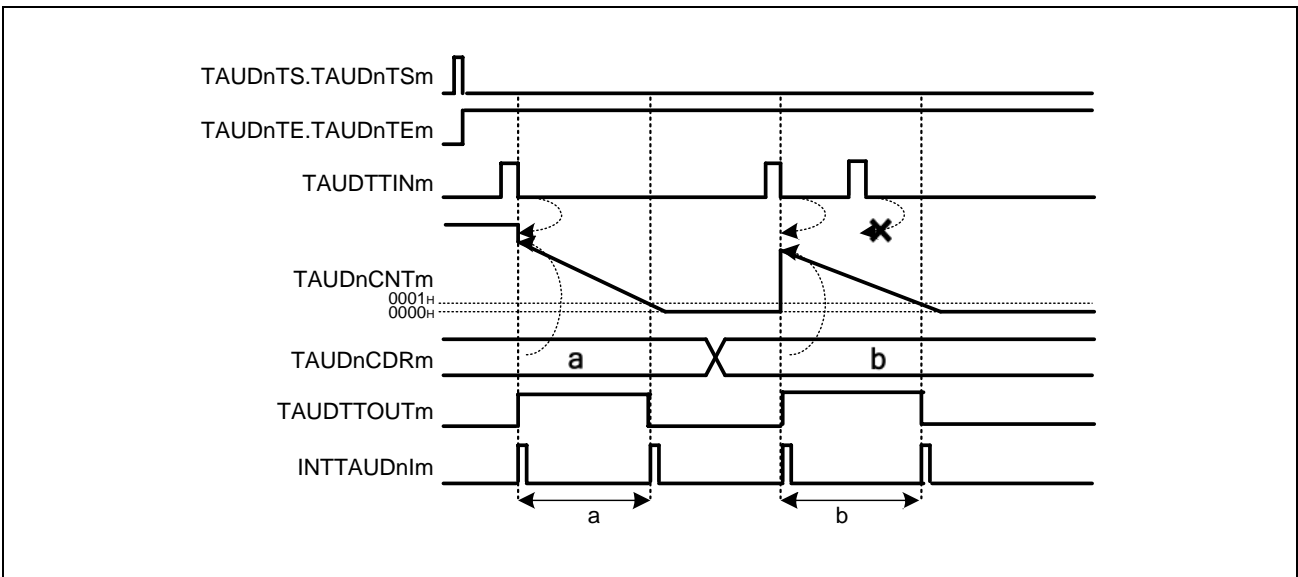 TAUDnTS.TAUDnTSm
TAUDnTE.TAUDnTEm
TAUDTTINm
TAUDnCNTm
0001H
0000H
TAUDnCDRm
a
b
TAUDTTOUTm
INTTAUDnIm
a
b